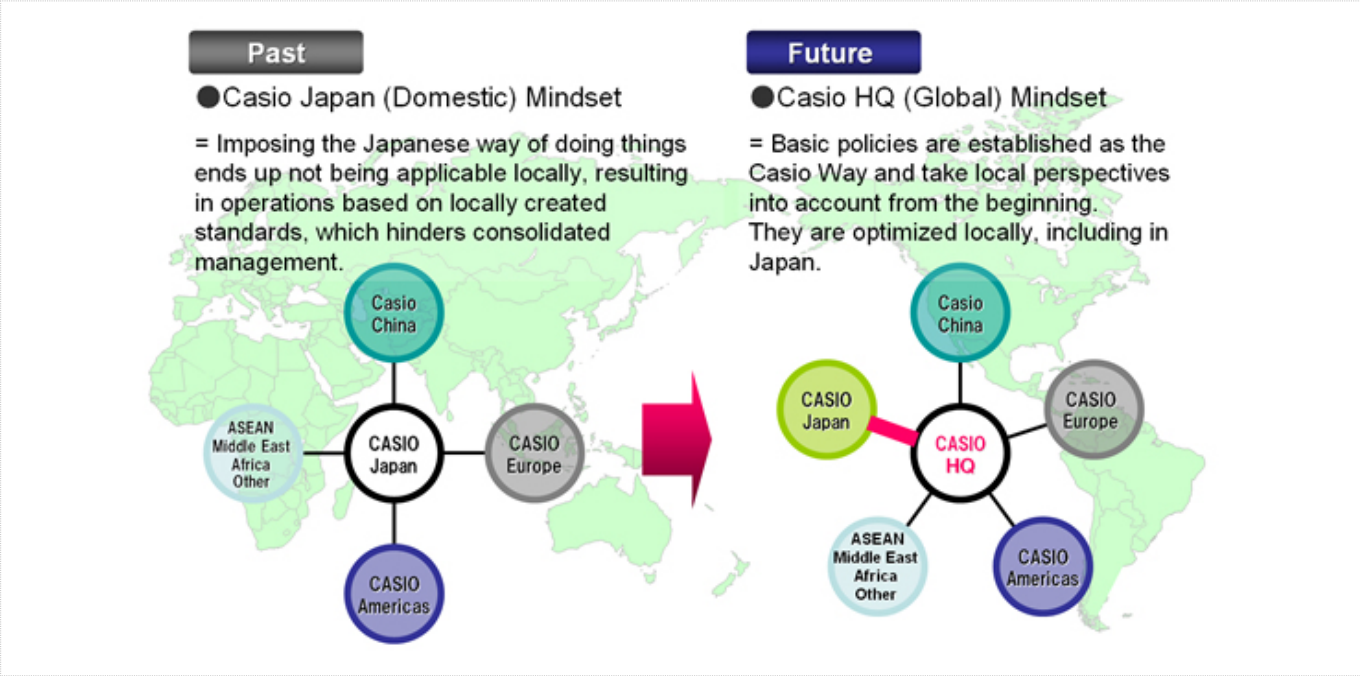 Past
●Casio Japan (Domestic) Mindset
= Imposing the Japanese way of doing things
ends up not being applicable locally, resulting
in operations based on locally created
standards, which hinders consolidated
management.
Casio
China
ASEAN
Middle East
Africa
Other
CASIO
Japan
CASIO
Europe
CASIO
Americas
Future
●Casio HQ (Global) Mindset
= Basic policies are established as the
Casio Way and take local perspectives
into account from the beginning.
They are optimized locally, including in
Japan.
Casio
China
CASIO
Japan
CASIO
Europe
CASIO
HQ
ASEAN
Middle East
Africa
Other
CASIO
Americas